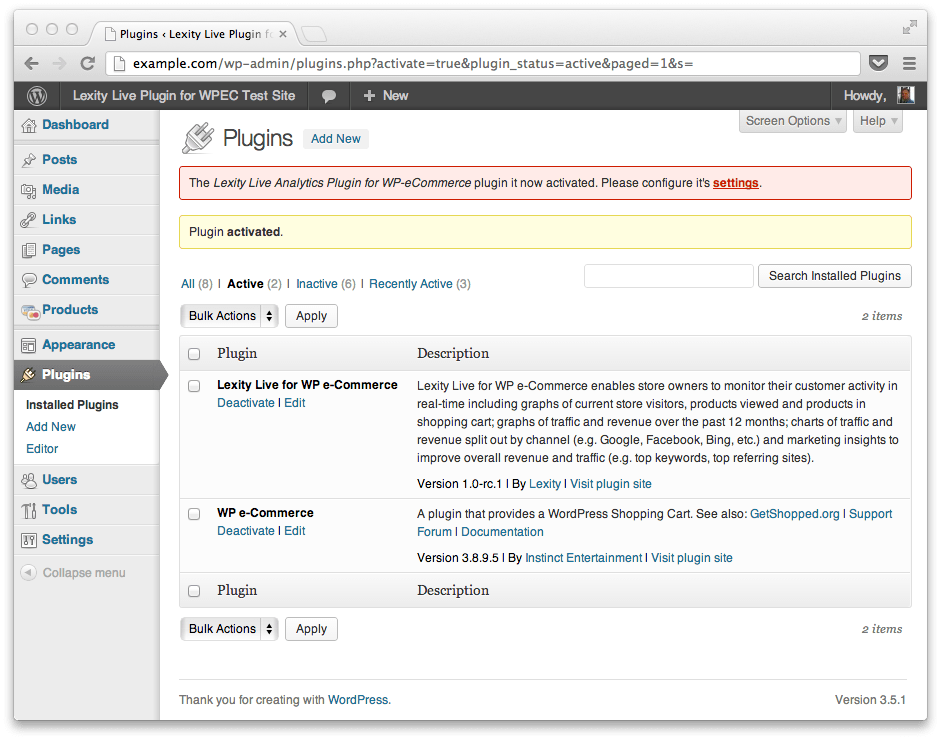 Plugins ‹ Lexity Live Plugin fo
example.com/wp-admin/plugins.php?activate=true&plugin_status=active&paged=1&s=
Lexity Live Plugin for WPEC Test Site
New
Howdy,
Dashboard
Posts
Media
Links
Pages
Comments
Products
Appearance
Plugins
Installed Plugins
Add New
Editor
Users
Tools
Settings
Collapse menu
Screen Options
Help
Plugins Add New
The Lexity Live Analytics Plugin for WP-eCommerce plugin it now activated. Please configure it's settings.
Plugin activated.
All (8) | Active (2) | Inactive (6) | Recently Active (3)
Search Installed Plugins
Bulk Actions
Apply
2 items
Plugin
Description
Lexity Live for WP e-Commerce
Deactivate | Edit
Lexity Live for WP e-Commerce enables store owners to monitor their customer activity in
real-time including graphs of current store visitors, products viewed and products in
shopping cart; graphs of traffic and revenue over the past 12 months; charts of traffic and
revenue split out by channel (e.g. Google, Facebook, Bing, etc.) and marketing insights to
improve overall revenue and traffic (e.g. top keywords, top referring sites).
Version 1.0-rc.1 | By Lexity | Visit plugin site
WP e-Commerce
Deactivate | Edit
A plugin that provides a WordPress Shopping Cart. See also: GetShopped.org | Support
Forum | Documentation
Version 3.8.9.5 | By Instinct Entertainment | Visit plugin site
Plugin
Description
Bulk Actions
Apply
2 items
Thank you for creating with WordPress.
Version 3.5.1